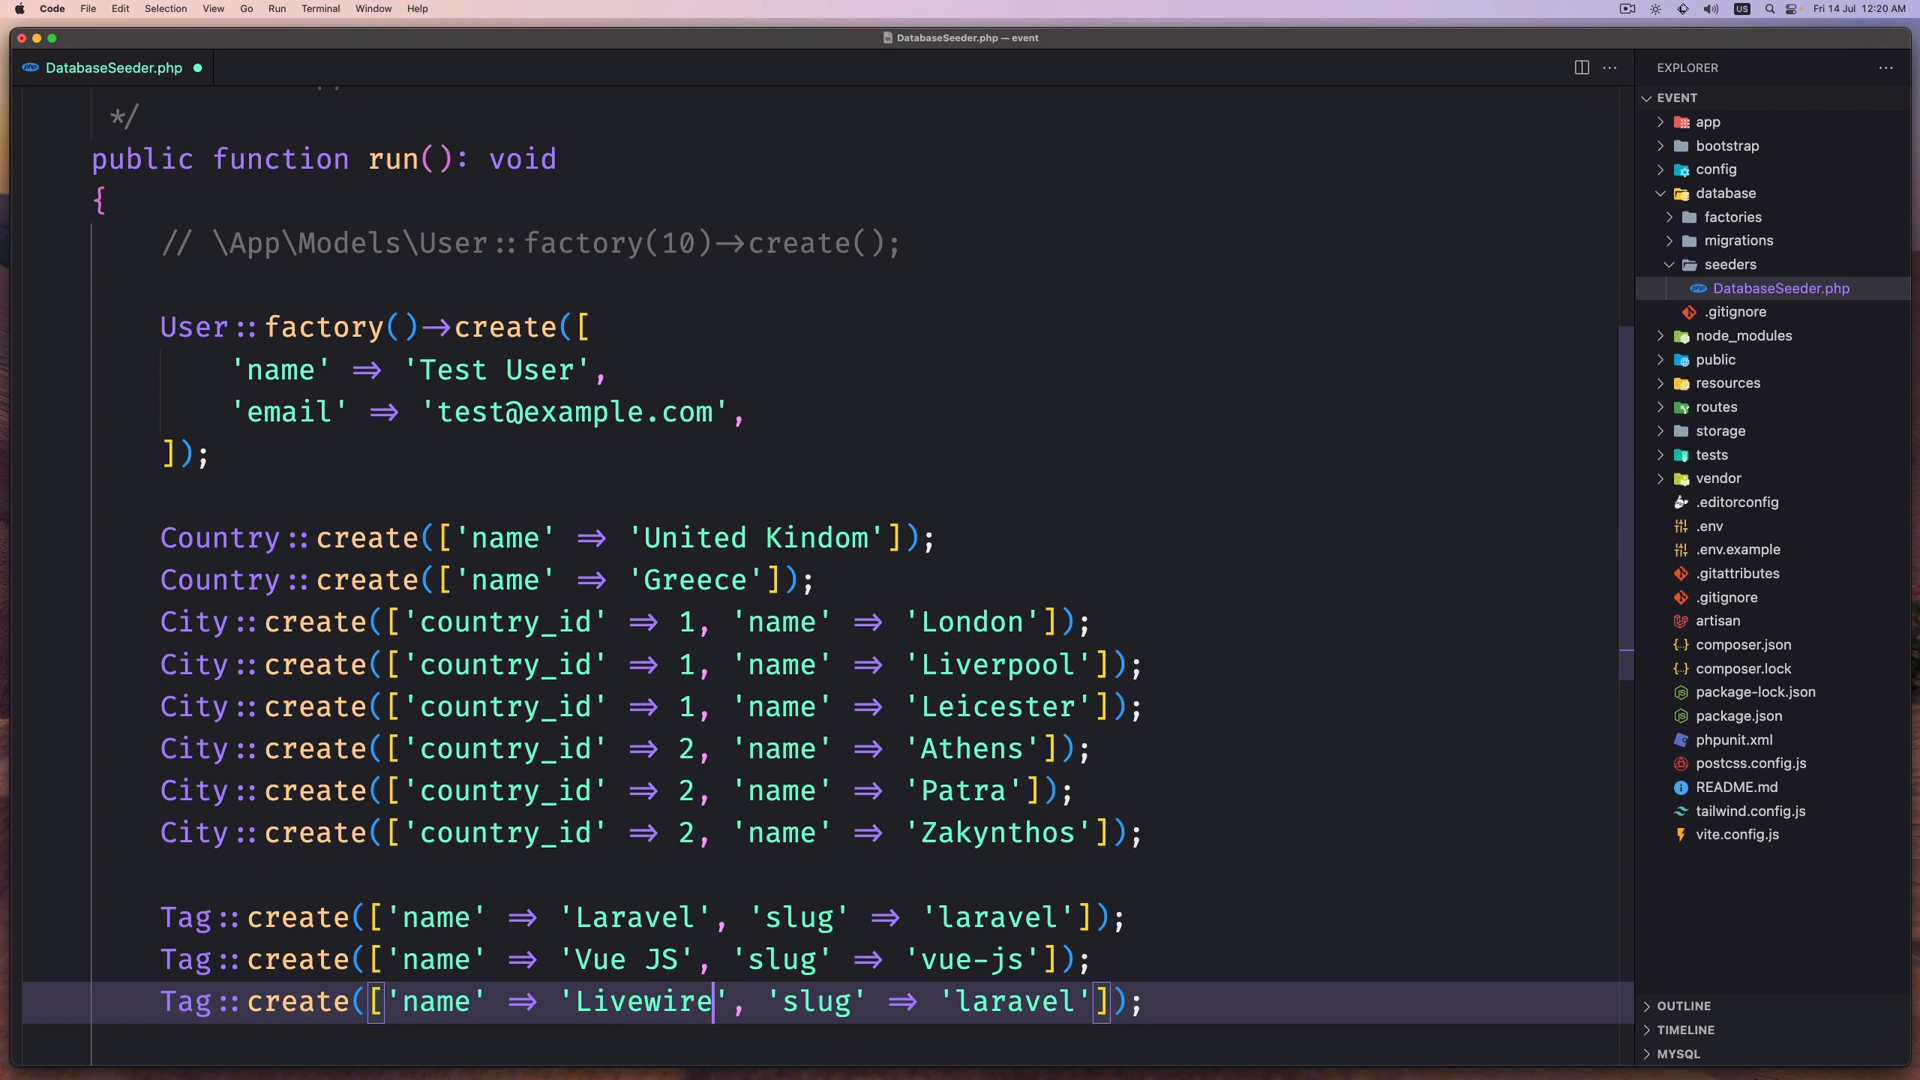 Code File Edit Selection View Go Run Terminal Window Help US Fri 14 Jul 12:20 AM
DatabaseSeeder.php — event
php DatabaseSeeder.php
*/
public function run(): void
{
// \App\Models\User::factory(10)->create();
User::factory()->create([
'name' => 'Test User',
'email' => 'test@example.com',
]);
Country::create(['name' => 'United Kindom']);
Country::create(['name' => 'Greece']);
City::create(['country_id' => 1, 'name' => 'London']);
City::create(['country_id' => 1, 'name' => 'Liverpool']);
City::create(['country_id' => 1, 'name' => 'Leicester']);
City::create(['country_id' => 2, 'name' => 'Athens']);
City::create(['country_id' => 2, 'name' => 'Patra']);
City::create(['country_id' => 2, 'name' => 'Zakynthos']);
Tag::create(['name' => 'Laravel', 'slug' => 'laravel']);
Tag::create(['name' => 'Vue JS', 'slug' => 'vue-js']);
Tag::create(['name' => 'Livewire', 'slug' => 'laravel']);
EXPLORER
EVENT
app
bootstrap
config
database
factories
migrations
seeders
php DatabaseSeeder.php
.gitignore
node_modules
public
resources
routes
storage
tests
vendor
.editorconfig
.env
.env.example
.gitattributes
.gitignore
artisan
composer.json
composer.lock
package-lock.json
package.json
phpunit.xml
postcss.config.js
README.md
tailwind.config.js
vite.config.js
OUTLINE
TIMELINE
MYSQL